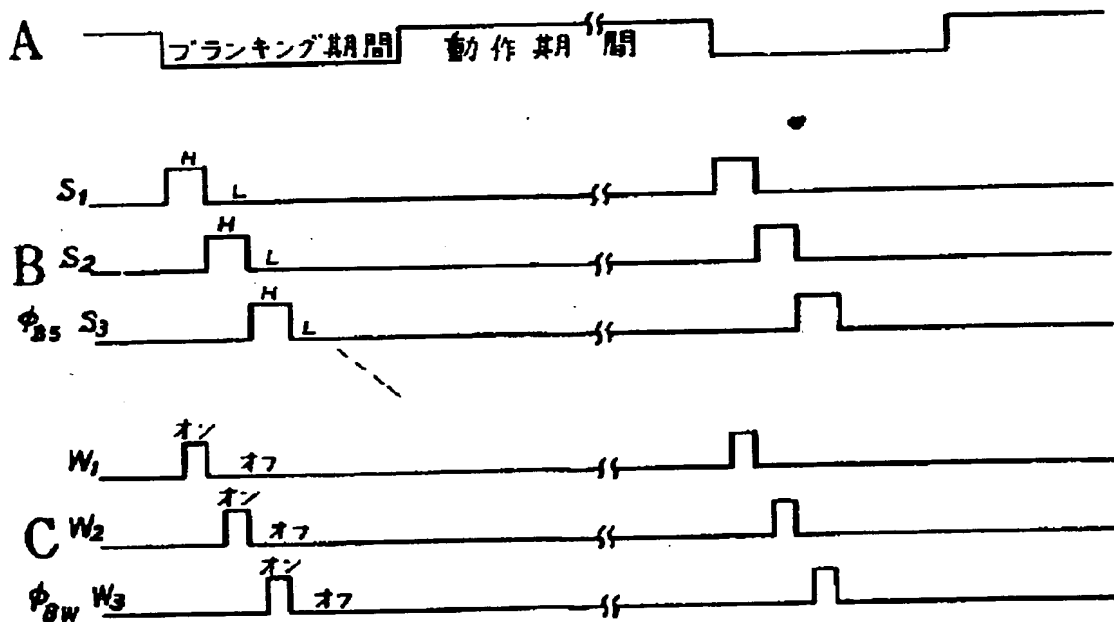 A ブランキング期間 動作期間
H
S1 L
H
B S2 L
H
φBS S3 L
オン
W1 オフ
オン
C W2 オフ
オン
φBW W3 オフ